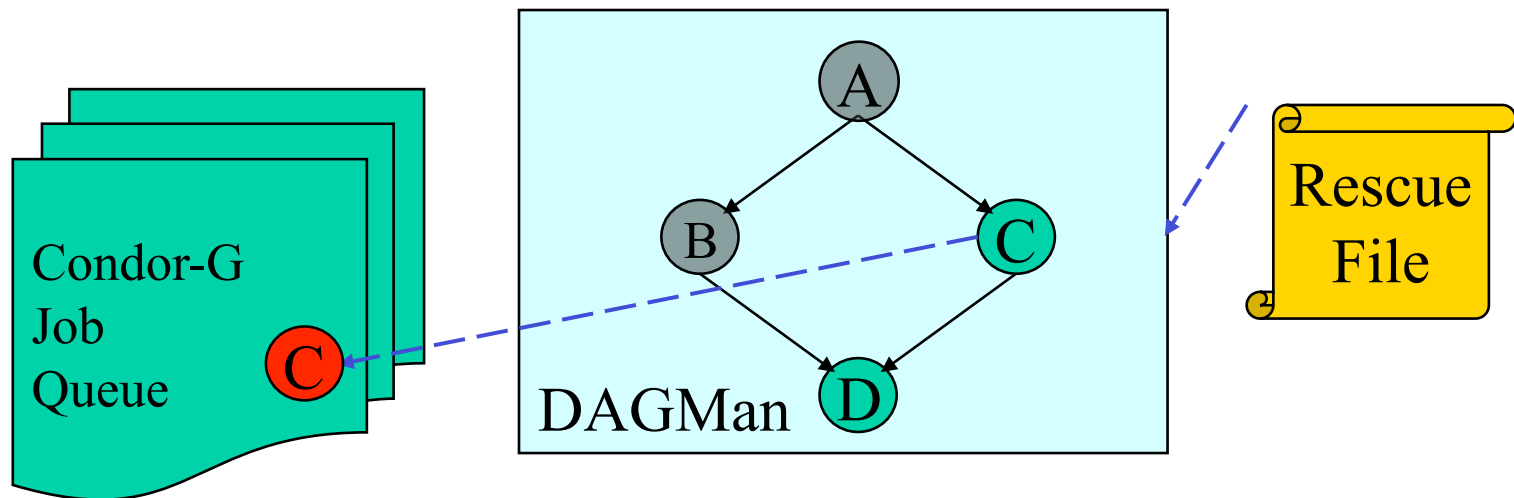 Condor-G
Job
Queue
C
A
B
C
D
DAGMan
Rescue
File